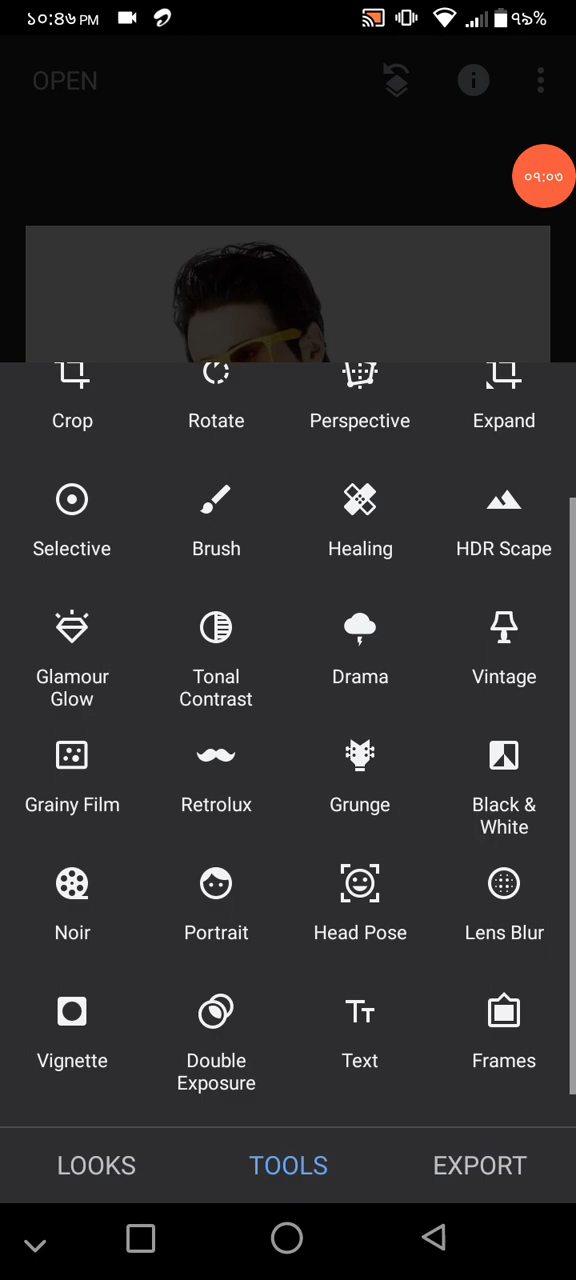 ১০:৪৬ PM ৭৯%
OPEN
০৭:০৩
Crop Rotate Perspective Expand
Selective Brush Healing HDR Scape
Glamour Glow Tonal Contrast Drama Vintage
Grainy Film Retrolux Grunge Black & White
Noir Portrait Head Pose Lens Blur
Vignette Double Exposure Text Frames
LOOKS TOOLS EXPORT